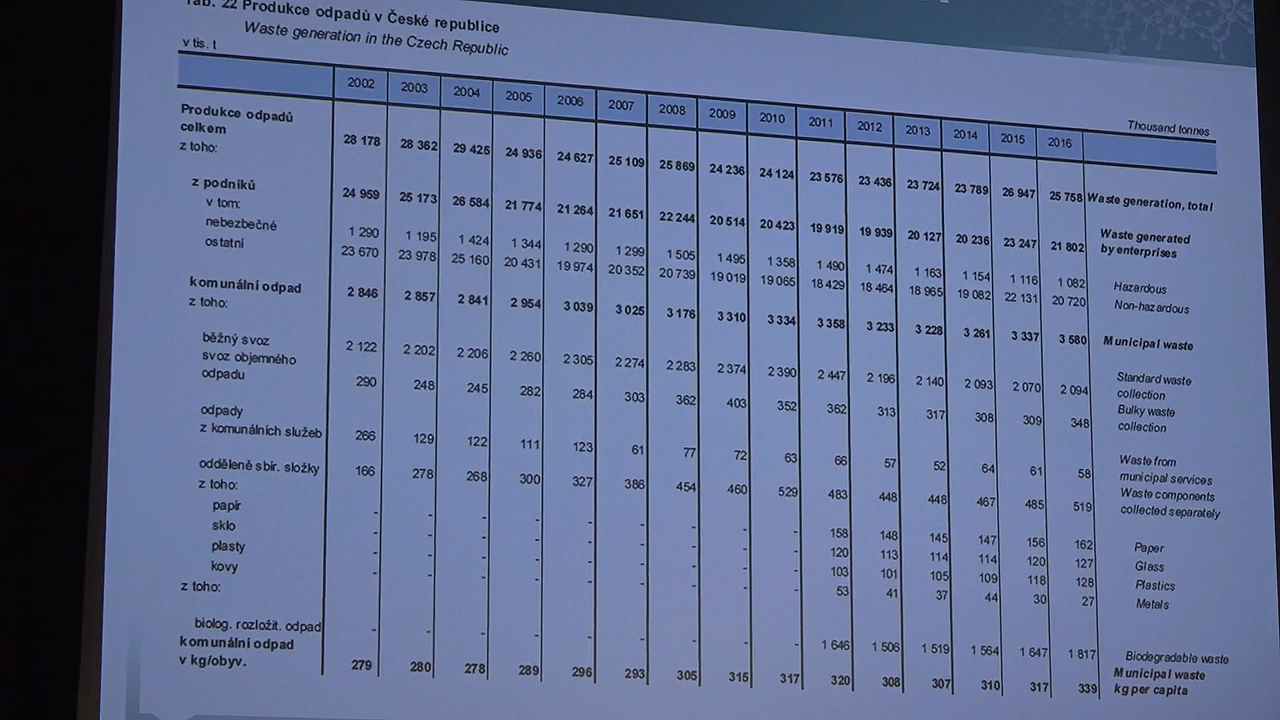 Tab. 22 Produkce odpadů v České republice
Waste generation in the Czech Republic
v tis. t
Thousand tonnes
2002 2003 2004 2005 2006 2007 2008 2009 2010 2011 2012 2013 2014 2015 2016
Produkce odpadů
celkem 28 178 28 362 29 425 24 936 24 627 25 109 25 869 24 236 24 124 23 576 23 436 23 724 23 789 26 947 25 758 Waste generation, total
z toho:
z podniků 24 959 25 173 26 584 21 774 21 264 21 651 22 244 20 514 20 423 19 919 19 939 20 127 20 236 23 247 21 802 Waste generated
v tom: by enterprises
nebezbečné 1 290 1 195 1 424 1 344 1 290 1 299 1 505 1 495 1 358 1 490 1 474 1 163 1 154 1 116 1 082 Hazardous
ostatní 23 670 23 978 25 160 20 431 19 974 20 352 20 739 19 019 19 065 18 429 18 464 18 965 19 082 22 131 20 720 Non-hazardous
komunální odpad 2 846 2 857 2 841 2 954 3 039 3 025 3 176 3 310 3 334 3 358 3 233 3 228 3 261 3 337 3 580 Municipal waste
z toho:
běžný svoz 2 122 2 202 2 206 2 260 2 305 2 274 2 283 2 374 2 390 2 447 2 196 2 140 2 093 2 070 2 094 Standard waste
collection
svoz objemného
odpadu 290 248 245 282 284 303 362 403 352 362 313 317 308 309 348 Bulky waste
collection
odpady
z komunálních služeb 266 129 122 111 123 61 77 72 63 66 57 52 64 61 58 Waste from
municipal services
odděleně sbír. složky 166 278 268 300 327 386 454 460 529 483 448 448 467 485 519 Waste components
z toho: collected separately
papír - - - - - - - - - 158 148 145 147 156 162 Paper
sklo - - - - - - - - - 120 113 114 114 120 127 Glass
plasty - - - - - - - - - 103 101 105 109 118 128 Plastics
kovy - - - - - - - - - 53 41 37 44 30 27 Metals
z toho:
biolog. rozložit. odpad - - - - - - - - - 1 646 1 506 1 519 1 564 1 647 1 817 Biodegradable waste
komunální odpad Municipal waste
v kg/obyv. 279 280 278 289 296 293 305 315 317 320 308 307 310 317 339 kg per capita